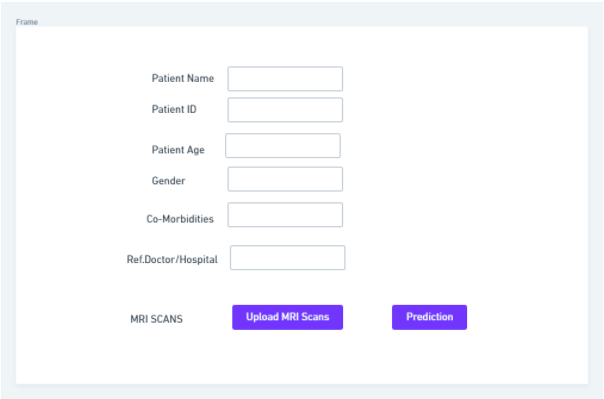 Frame
Patient Name
Patient ID
Patient Age
Gender
Co-Morbidities
Ref.Doctor/Hospital
MRI SCANS Upload MRI Scans Prediction